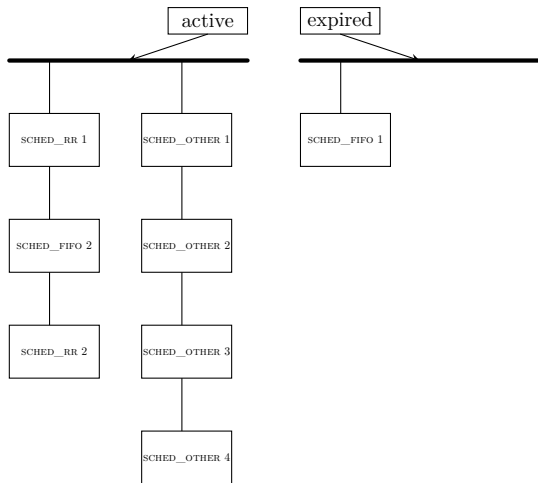 active expired
SCHED_RR 1 SCHED_OTHER 1 SCHED_FIFO 1
SCHED_FIFO 2 SCHED_OTHER 2
SCHED_RR 2 SCHED_OTHER 3
SCHED_OTHER 4